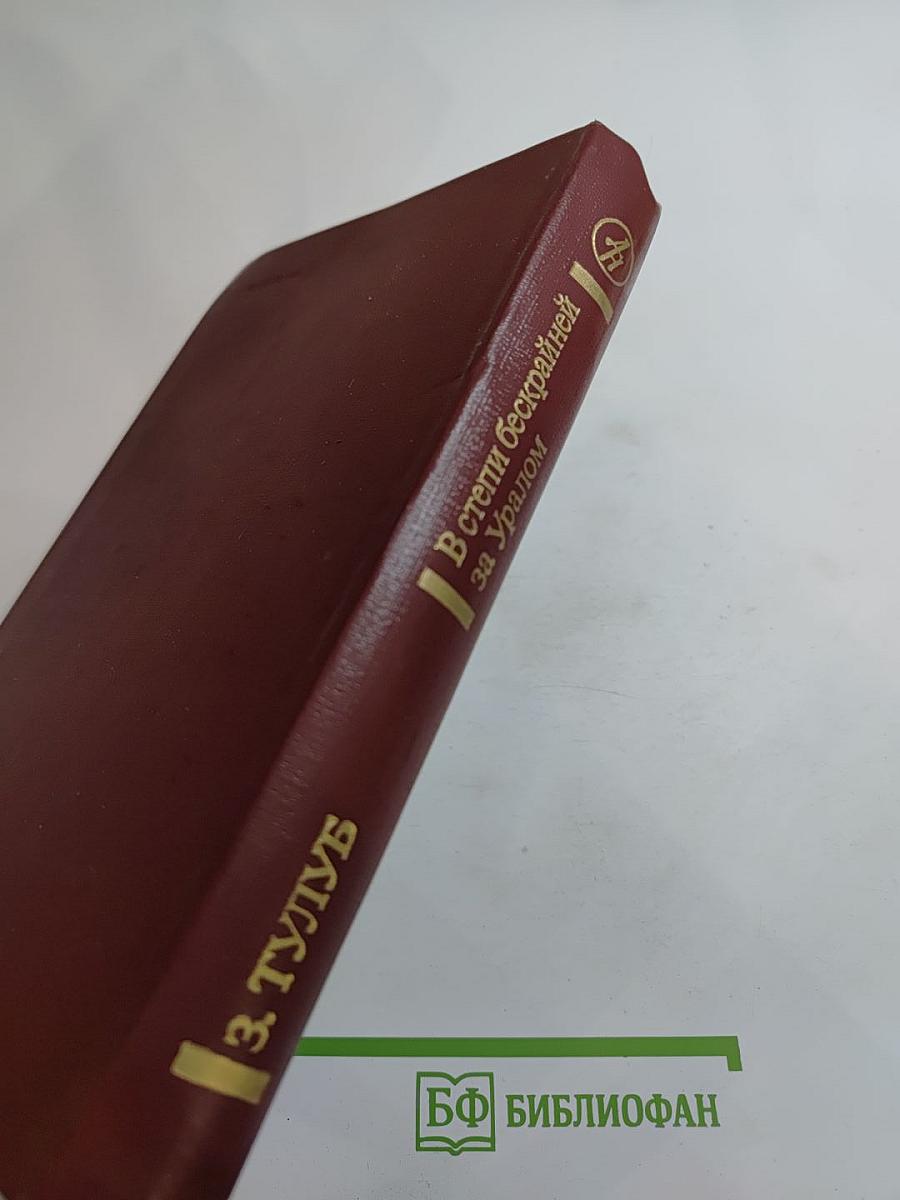 З. ТУЛУБ
В степи бескрайней
за Уралом
БФ БИБЛИОФАН